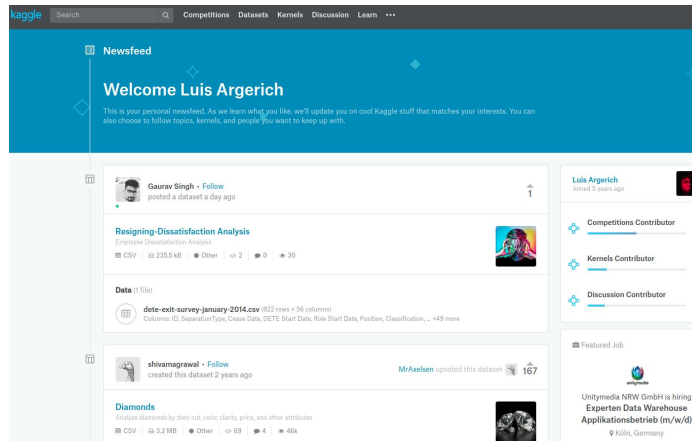 kaggle Search Competitions Datasets Kernels Discussion Learn •••
Newsfeed
Welcome Luis Argerich
This is your personal newsfeed. As we learn what you like, we'll update you on cool Kaggle stuff that matches your interests. You can
also choose to follow topics, kernels, and people you want to keep up with.
Gaurav Singh • Follow
posted a dataset a day ago
1
Resigning-Dissatisfaction Analysis
Employee Dissatisfaction Analysis
CSV 235.5 kB Other 2 0 30
Data (1 file)
dete-exit-survey-january-2014.csv (822 rows × 56 columns)
Columns: ID, SeparationType, Cease Date, DETE Start Date, Role Start Date, Position, Classification, ... +49 more
shivamagrawal • Follow
created this dataset 2 years ago
MrAxelsen upvoted this dataset 167
Diamonds
Analyze diamonds by their cut, color, clarity, price, and other attributes
CSV 3.2 MB Other 69 4 46k
Luis Argerich
Joined 5 years ago
Competitions Contributor
Kernels Contributor
Discussion Contributor
Featured Job
unitymedia
Unitymedia NRW GmbH is hiring
Experten Data Warehouse
Applikationsbetrieb (m/w/d)
Köln, Germany